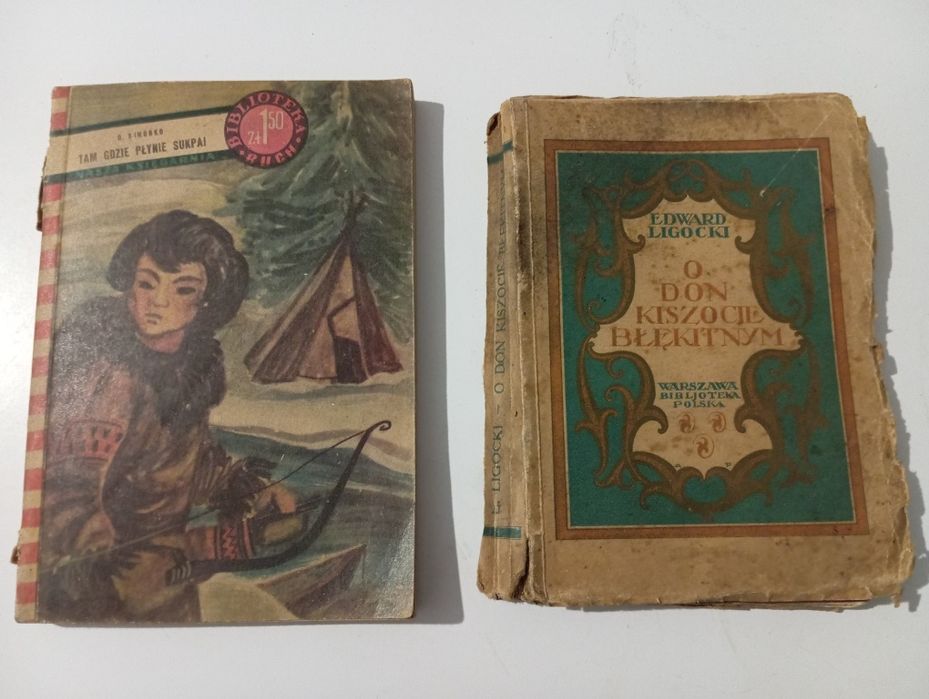 BIBLIOTEKA
zł 1 50
RUCH
TAM GDZIE PŁYNIE SUKPAI
NASZA KSIĘGARNIA
E. LIGOCKI – O DON KISZOCIE BŁĘKITNYM
EDWARD
LIGOCKI
O
DON
KISZOCIE
BŁĘKITNYM
WARSZAWA
BIBLJOTEKA
POLSKA